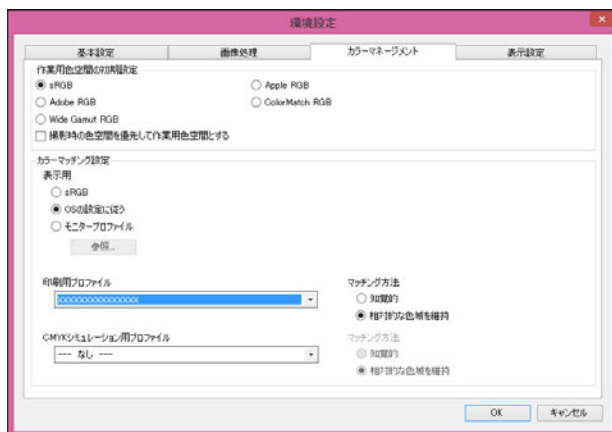 環境設定
基本設定 画像処理 カラーマネージメント 表示設定
作業用色空間の初期設定
sRGB Apple RGB
Adobe RGB ColorMatch RGB
Wide Gamut RGB
撮影時の色空間を優先して作業用色空間とする
カラーマッチング設定
表示用
sRGB
OSの設定に従う
モニタープロファイル
参照...
印刷用プロファイル マッチング方法
XXXXXXXXXXXXXXX 知覚的
相対的な色域を維持
CMYKシミュレーション用プロファイル マッチング方法
--- なし --- 知覚的
相対的な色域を維持
OK キャンセル